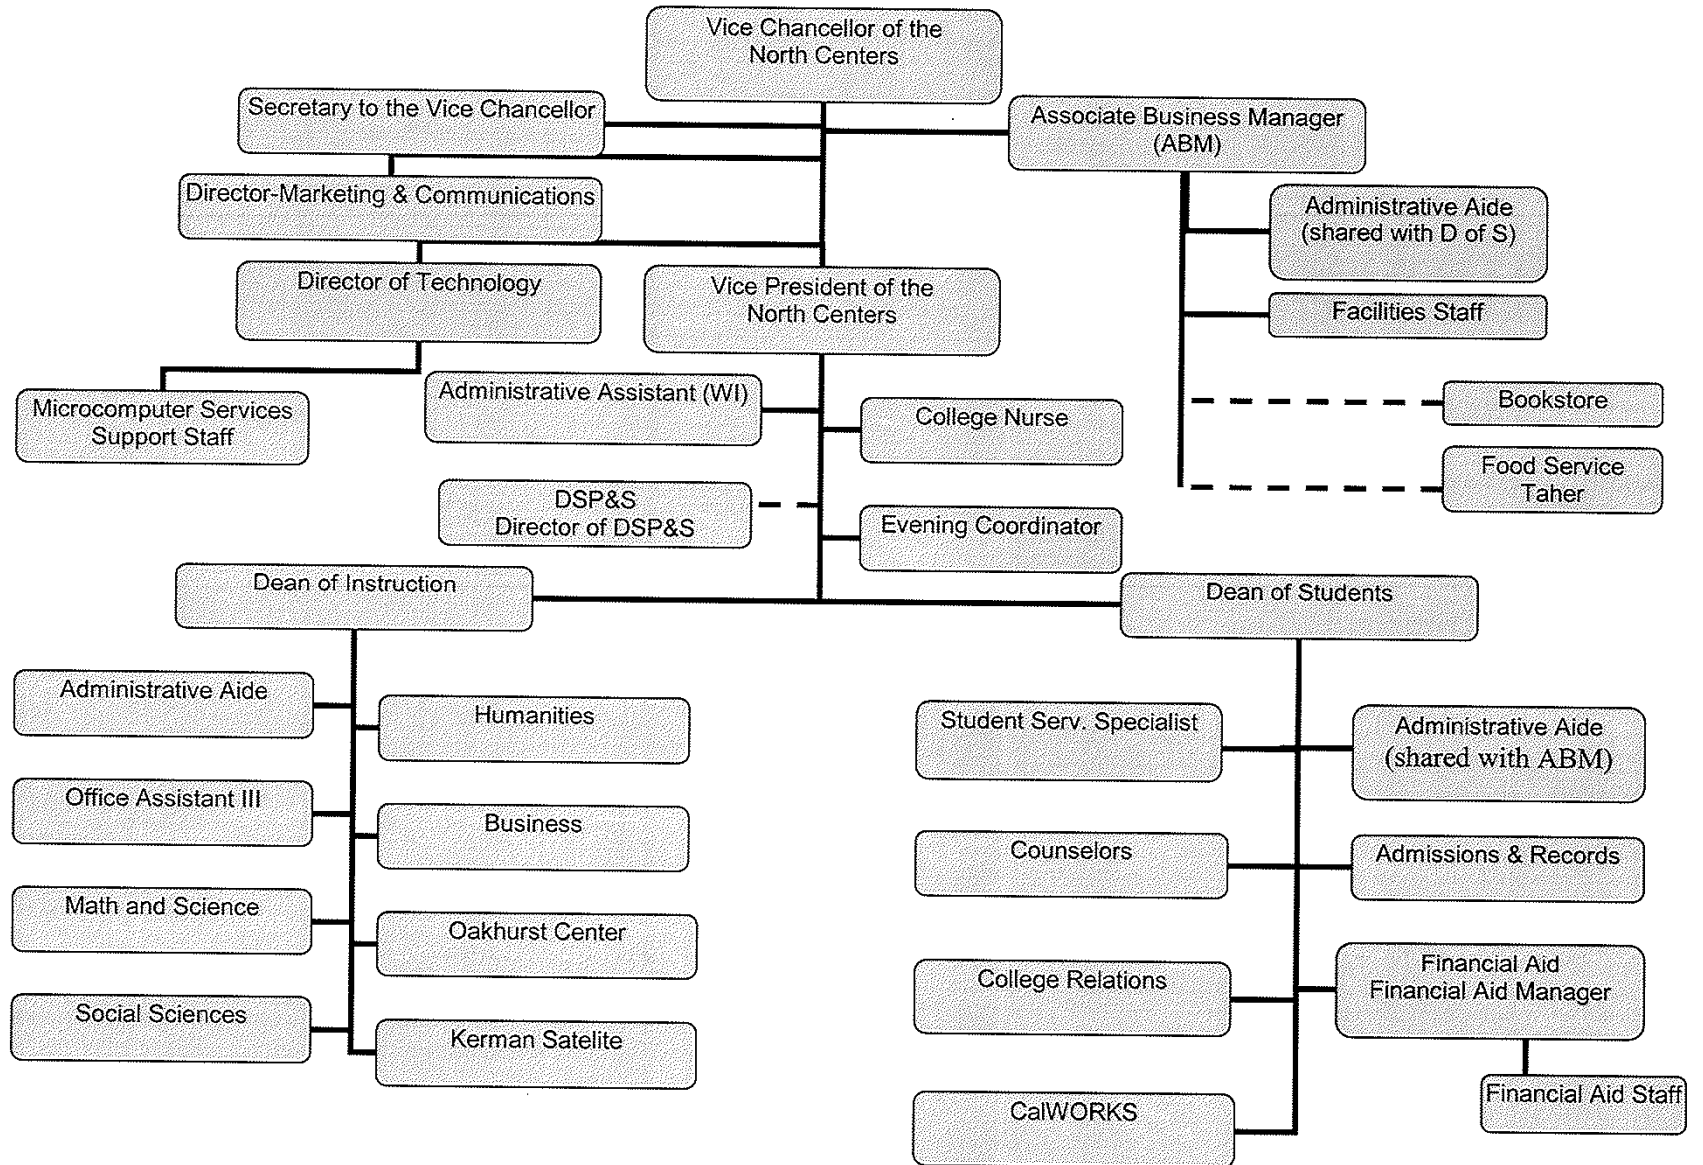 Vice Chancellor of the
North Centers
Secretary to the Vice Chancellor
Associate Business Manager
(ABM)
Director-Marketing & Communications
Administrative Aide
(shared with D of S)
Director of Technology
Vice President of the
North Centers
Facilities Staff
Microcomputer Services
Support Staff
Administrative Assistant (WI)
College Nurse
Bookstore
Food Service
Taher
DSP&S
Director of DSP&S
Evening Coordinator
Dean of Instruction
Dean of Students
Administrative Aide
Humanities
Student Serv. Specialist
Administrative Aide
(shared with ABM)
Office Assistant III
Business
Counselors
Admissions & Records
Math and Science
Oakhurst Center
College Relations
Financial Aid
Financial Aid Manager
Social Sciences
Kerman Satelite
CalWORKS
Financial Aid Staff